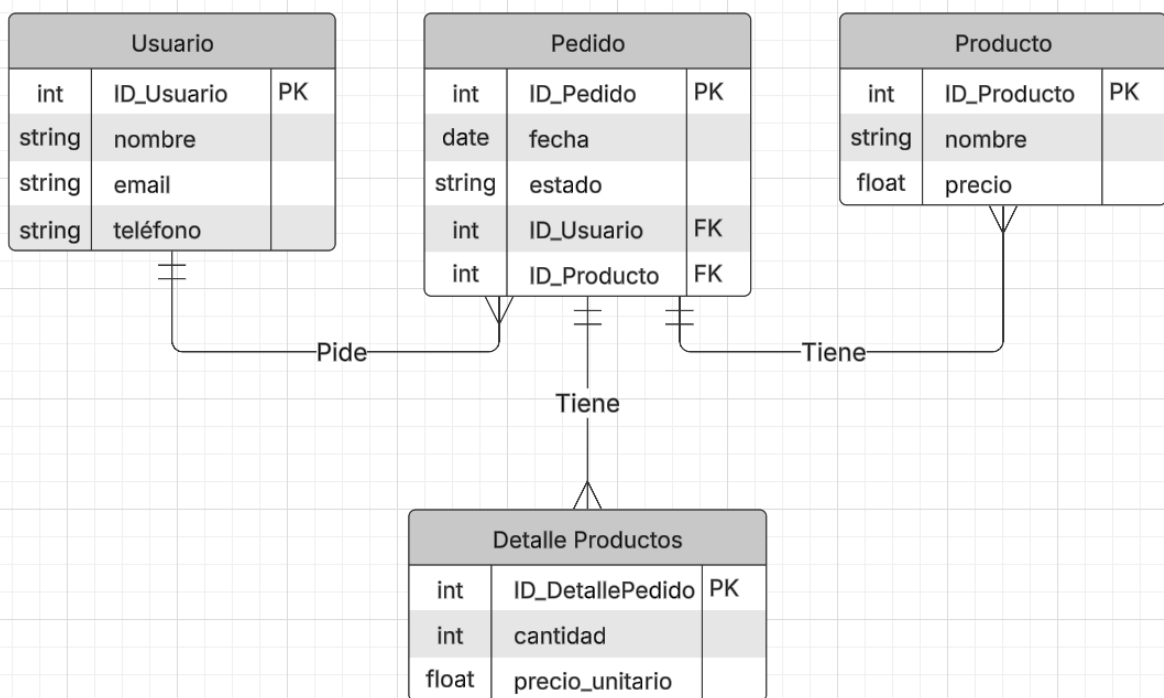 Usuario
int ID_Usuario PK
string nombre
string email
string teléfono
Pedido
int ID_Pedido PK
date fecha
string estado
int ID_Usuario FK
int ID_Producto FK
Producto
int ID_Producto PK
string nombre
float precio
Pide
Tiene
Tiene
Detalle Productos
int ID_DetallePedido PK
int cantidad
float precio_unitario